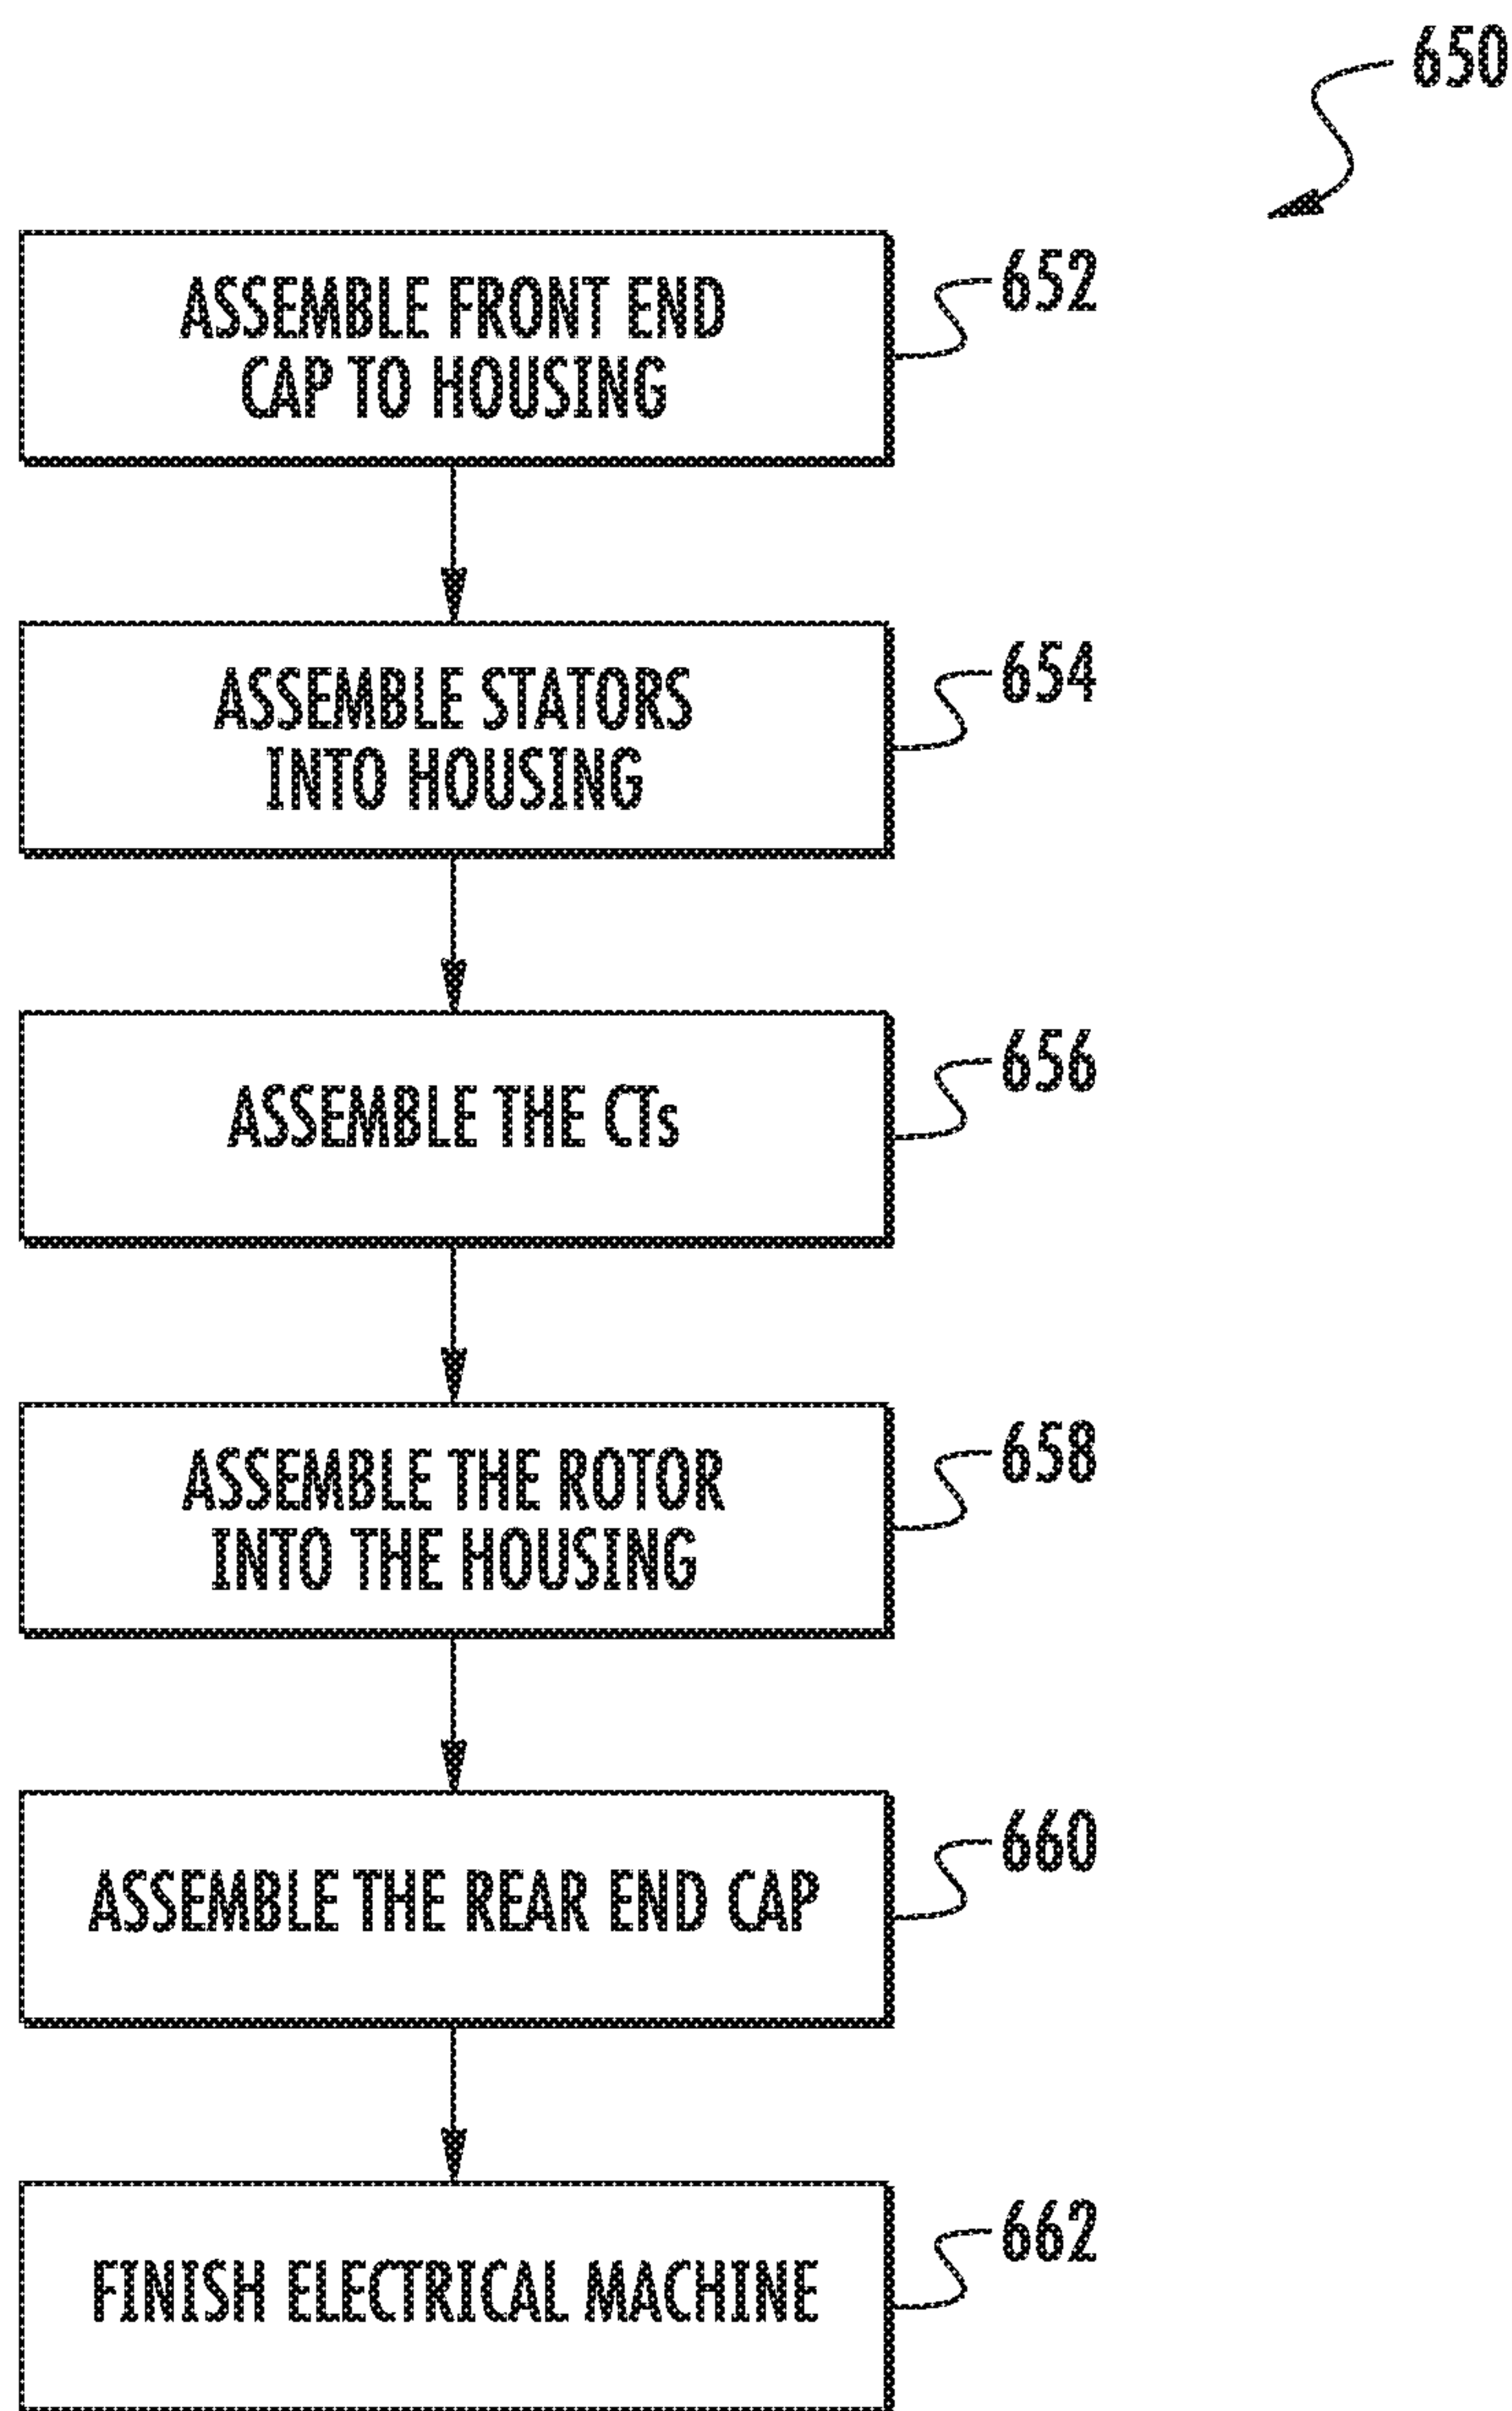 650
ASSEMBLE FRONT END
CAP TO HOUSING
652
ASSEMBLE STATORS
INTO HOUSING
654
ASSEMBLE THE CTs
656
ASSEMBLE THE ROTOR
INTO THE HOUSING
658
ASSEMBLE THE REAR END CAP
660
FINISH ELECTRICAL MACHINE
662